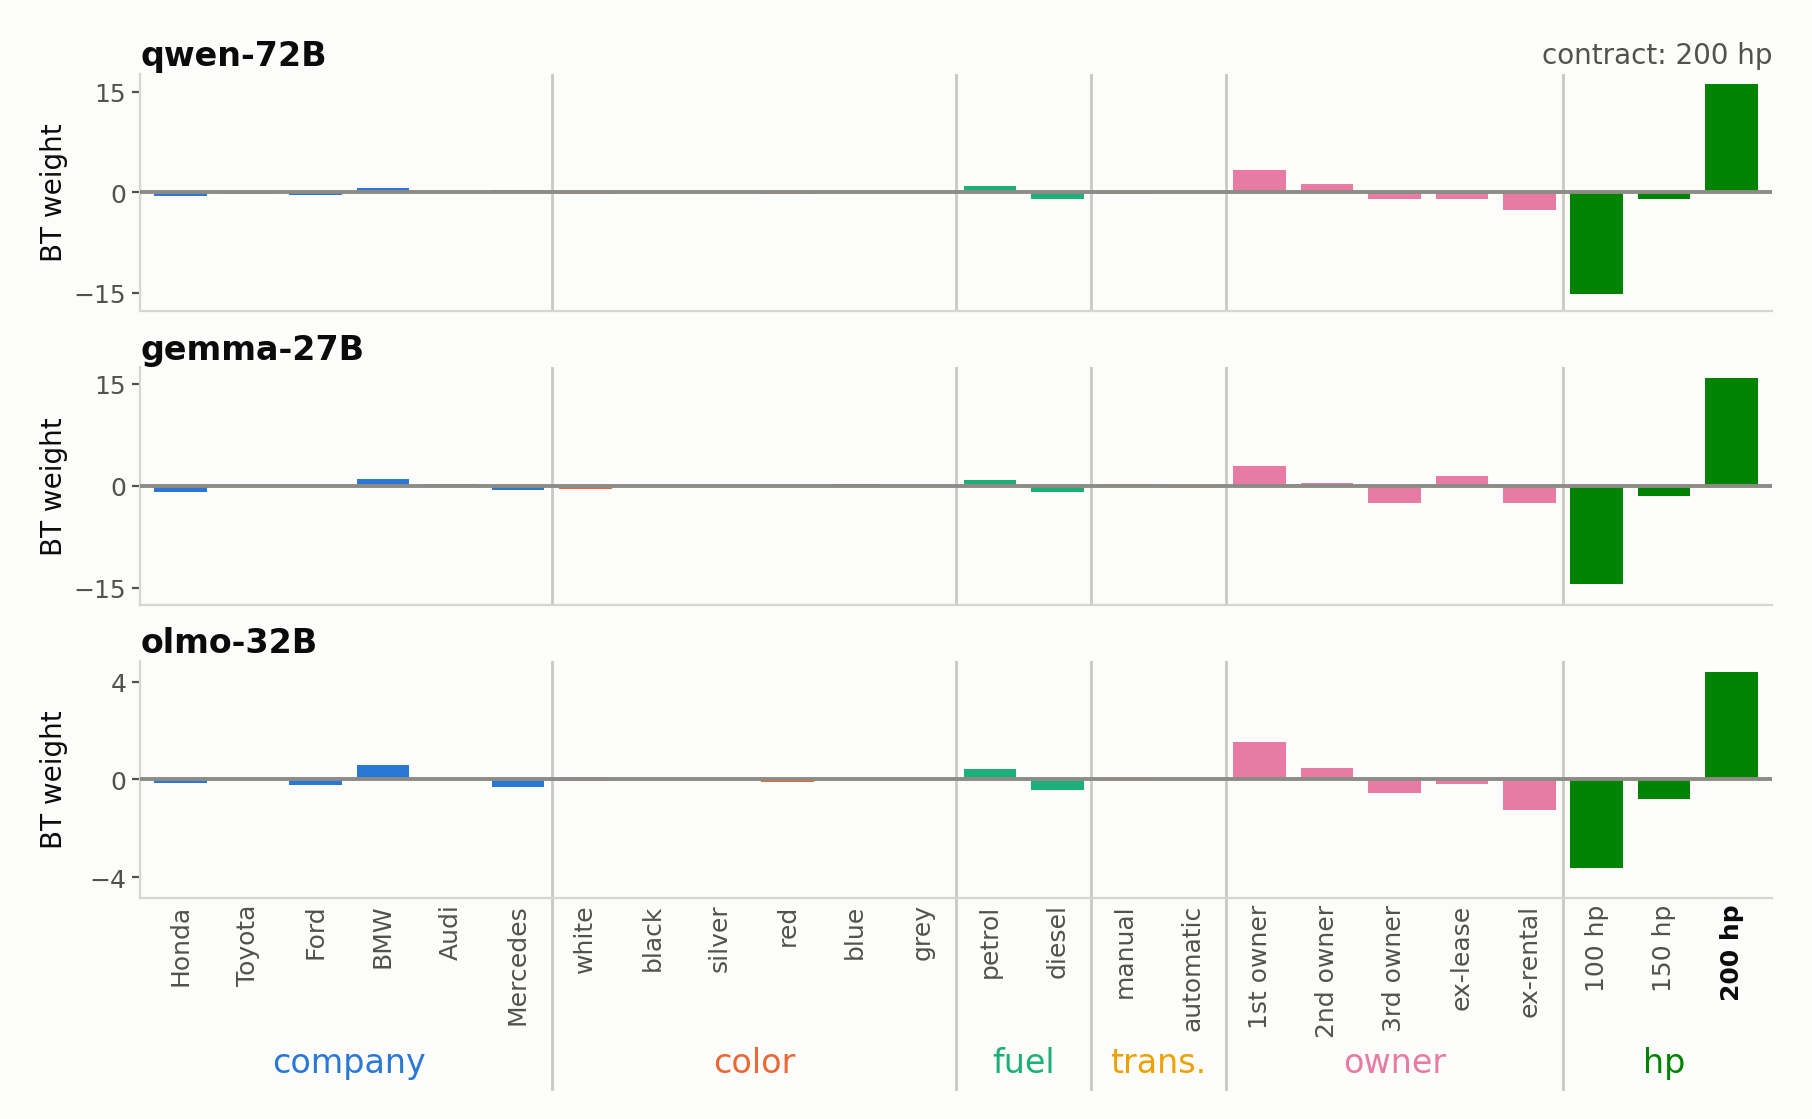 qwen-72B
contract: 200 hp
BT weight
15
0
−15
gemma-27B
BT weight
15
0
−15
olmo-32B
BT weight
4
0
−4
Honda
Toyota
Ford
BMW
Audi
Mercedes
white
black
silver
red
blue
grey
petrol
diesel
manual
automatic
1st owner
2nd owner
3rd owner
ex-lease
ex-rental
100 hp
150 hp
200 hp
company
color
fuel
trans.
owner
hp